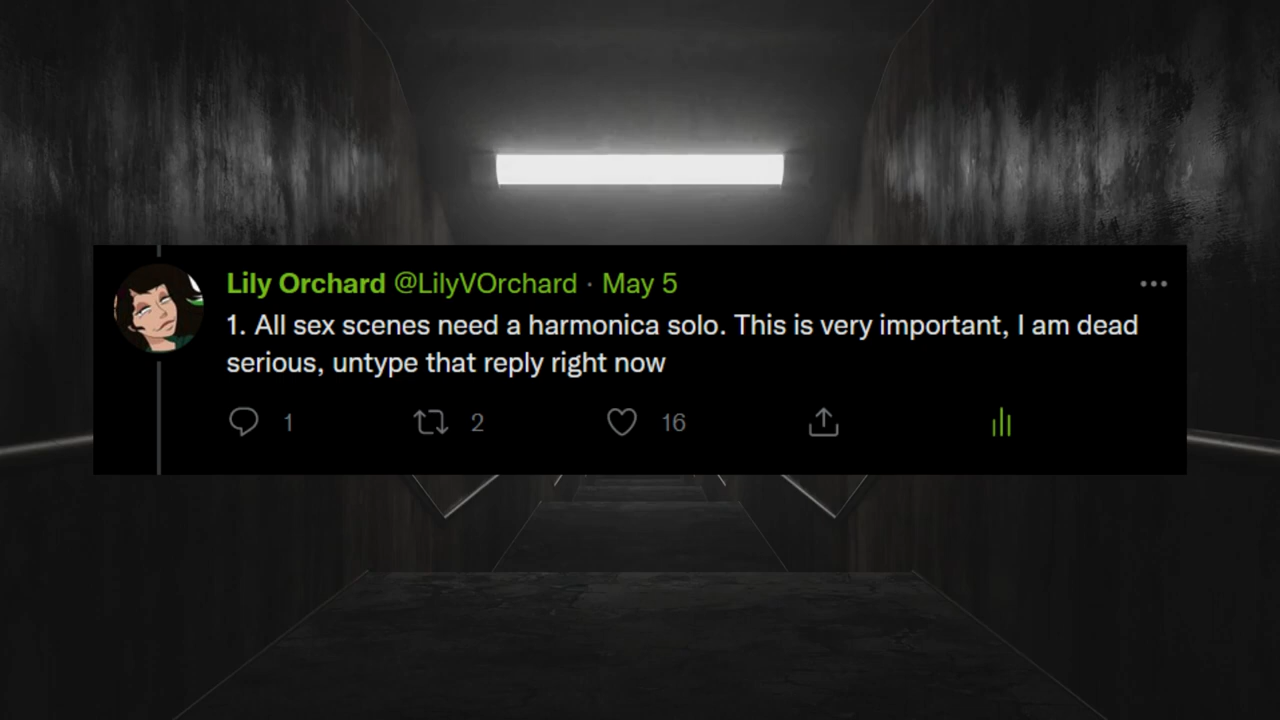 Lily Orchard @LilyVOrchard · May 5
1. All sex scenes need a harmonica solo. This is very important, I am dead
serious, untype that reply right now
1 2 16